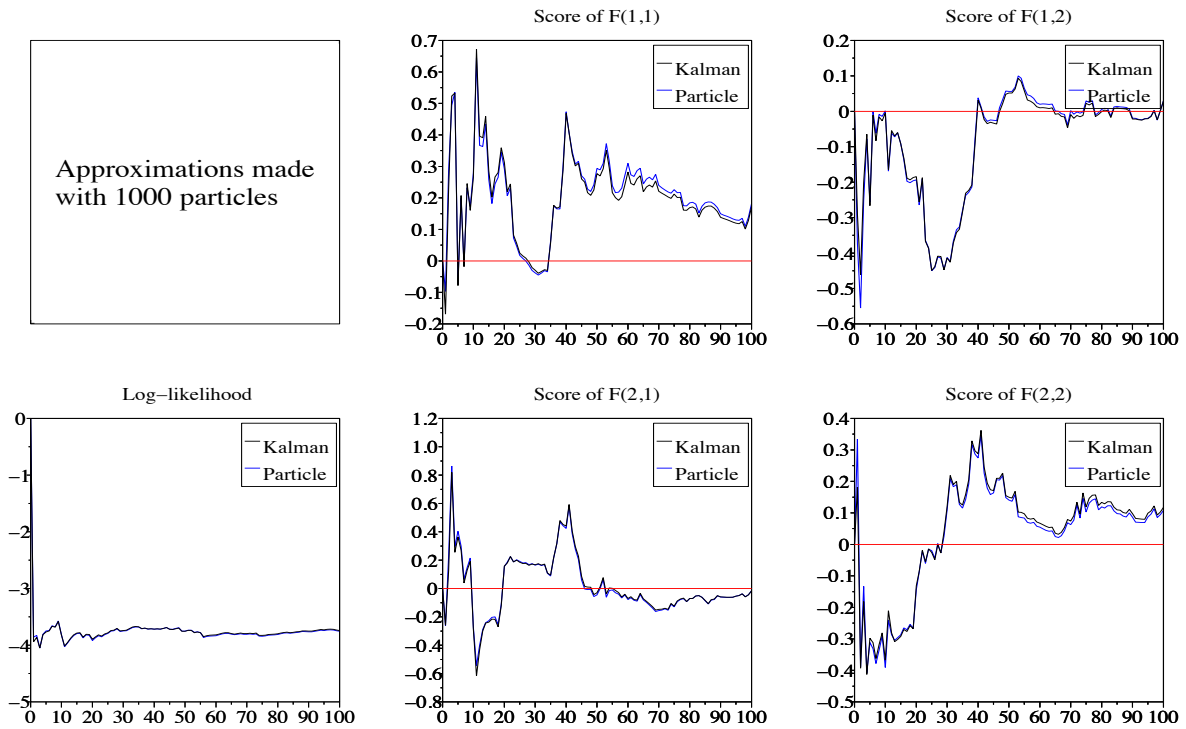 Approximations made
with 1000 particles
Score of F(1,1)
0.7
0.6
0.5
0.4
0.3
0.2
0.1
0
−0.1
−0.2
0 10 20 30 40 50 60 70 80 90 100
Kalman
Particle
Score of F(1,2)
0.2
0.1
0
−0.1
−0.2
−0.3
−0.4
−0.5
−0.6
0 10 20 30 40 50 60 70 80 90 100
Kalman
Particle
Log−likelihood
0
−1
−2
−3
−4
−5
0 10 20 30 40 50 60 70 80 90 100
Kalman
Particle
Score of F(2,1)
1.2
1.0
0.8
0.6
0.4
0.2
0
−0.2
−0.4
−0.6
−0.8
0 10 20 30 40 50 60 70 80 90 100
Kalman
Particle
Score of F(2,2)
0.4
0.3
0.2
0.1
0
−0.1
−0.2
−0.3
−0.4
−0.5
0 10 20 30 40 50 60 70 80 90 100
Kalman
Particle